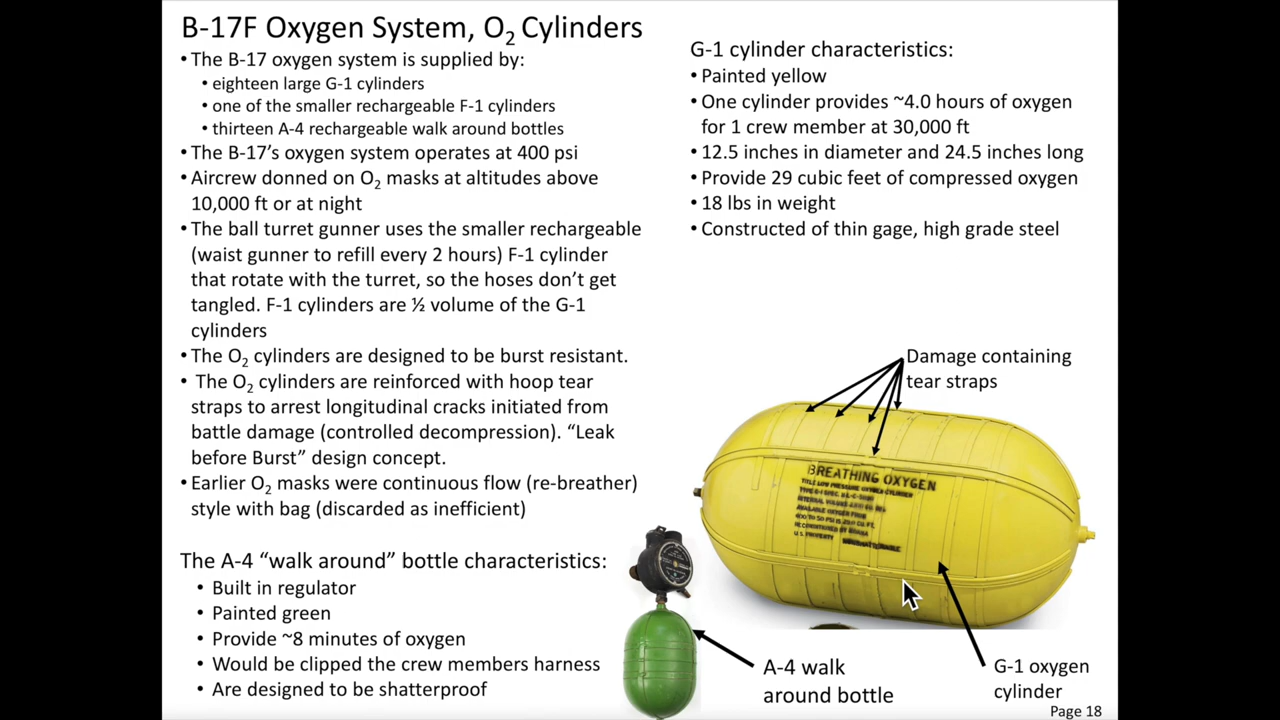 B-17F Oxygen System, O₂ Cylinders
• The B-17 oxygen system is supplied by:
• eighteen large G-1 cylinders
• one of the smaller rechargeable F-1 cylinders
• thirteen A-4 rechargeable walk around bottles
• The B-17's oxygen system operates at 400 psi
• Aircrew donned on O₂ masks at altitudes above
10,000 ft or at night
• The ball turret gunner uses the smaller rechargeable
(waist gunner to refill every 2 hours) F-1 cylinder
that rotate with the turret, so the hoses don't get
tangled. F-1 cylinders are ½ volume of the G-1
cylinders
• The O₂ cylinders are designed to be burst resistant.
• The O₂ cylinders are reinforced with hoop tear
straps to arrest longitudinal cracks initiated from
battle damage (controlled decompression). “Leak
before Burst” design concept.
• Earlier O₂ masks were continuous flow (re-breather)
style with bag (discarded as inefficient)
The A-4 “walk around” bottle characteristics:
• Built in regulator
• Painted green
• Provide ~8 minutes of oxygen
• Would be clipped the crew members harness
• Are designed to be shatterproof
G-1 cylinder characteristics:
• Painted yellow
• One cylinder provides ~4.0 hours of oxygen
for 1 crew member at 30,000 ft
• 12.5 inches in diameter and 24.5 inches long
• Provide 29 cubic feet of compressed oxygen
• 18 lbs in weight
• Constructed of thin gage, high grade steel
Damage containing
tear straps
BREATHING OXYGEN
LOW PRESSURE OXYGEN CYLINDER
U.S. PROPERTY
A-4 walk
around bottle
G-1 oxygen
cylinder
Page 18